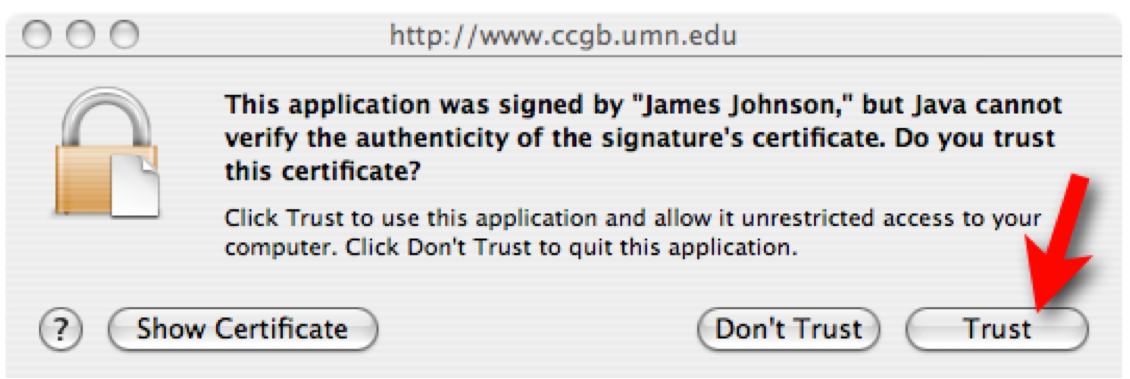 http://www.ccgb.umn.edu
This application was signed by "James Johnson," but Java cannot
verify the authenticity of the signature's certificate. Do you trust
this certificate?
Click Trust to use this application and allow it unrestricted access to your
computer. Click Don't Trust to quit this application.
? Show Certificate Don't Trust Trust